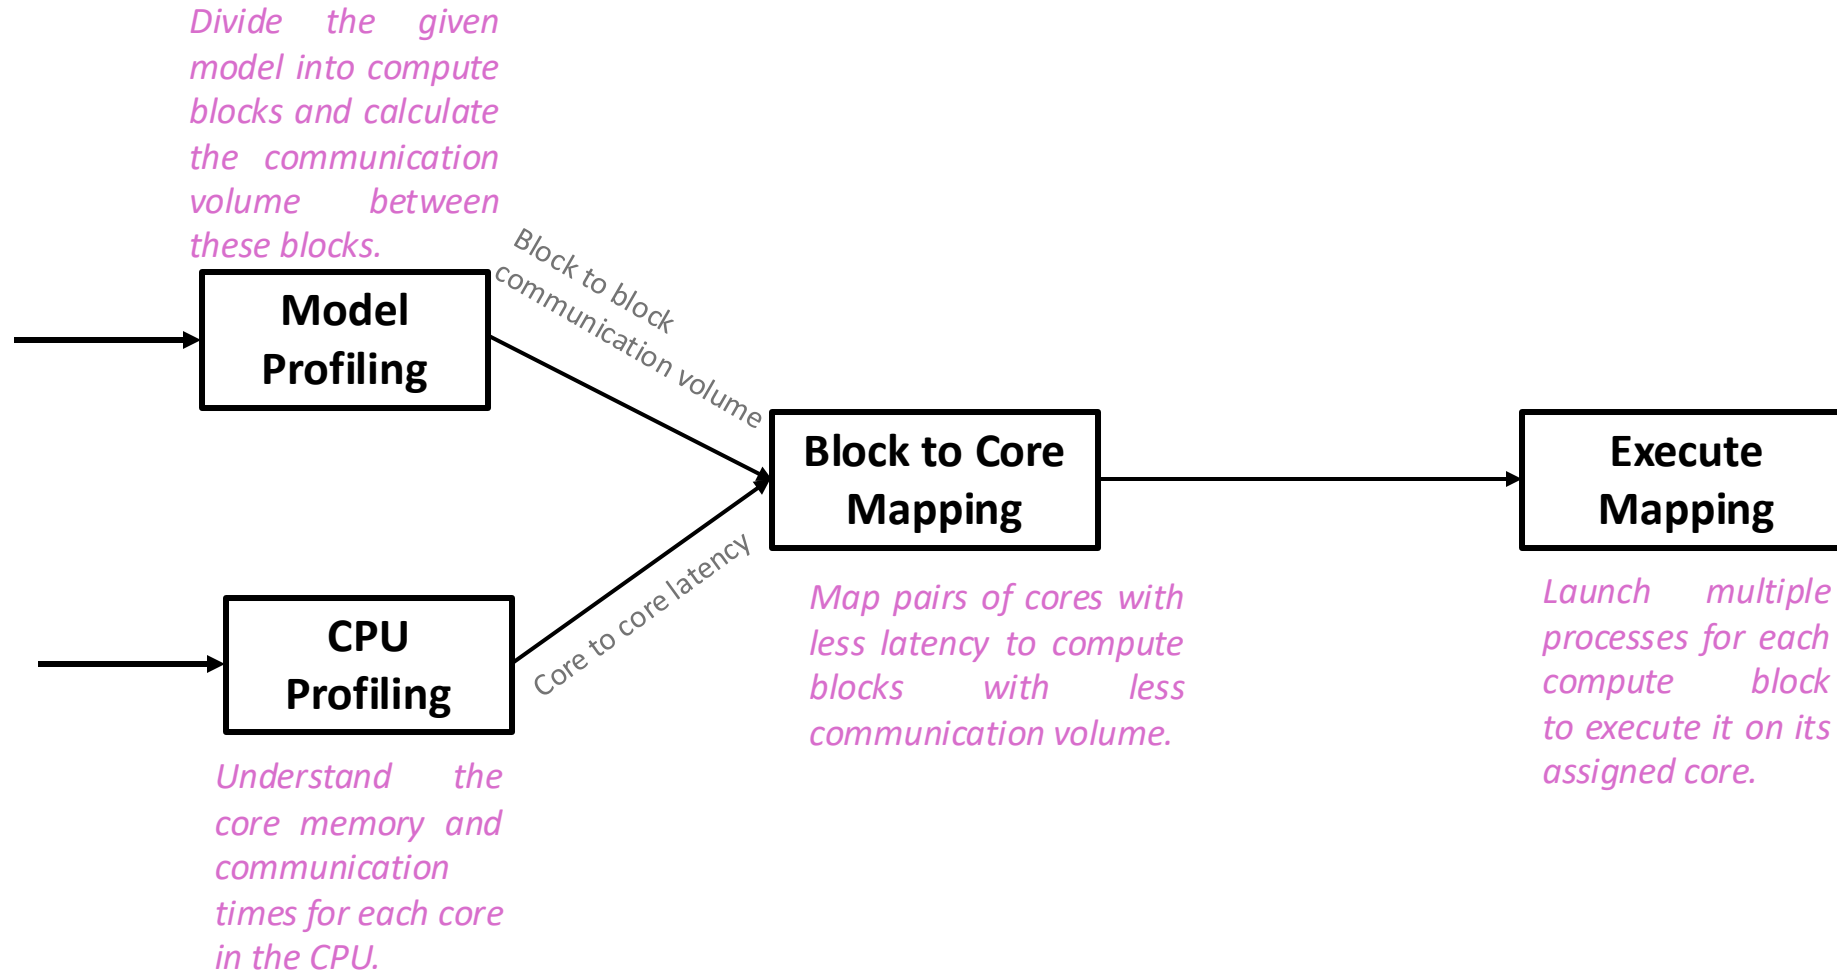 Divide the given
model into compute
blocks and calculate
the communication
volume between
these blocks.
Model
Profiling
Block to block
communication volume
Block to Core
Mapping
Execute
Mapping
Core to core latency
CPU
Profiling
Map pairs of cores with
less latency to compute
blocks with less
communication volume.
Launch multiple
processes for each
compute block
to execute it on its
assigned core.
Understand the
core memory and
communication
times for each core
in the CPU.